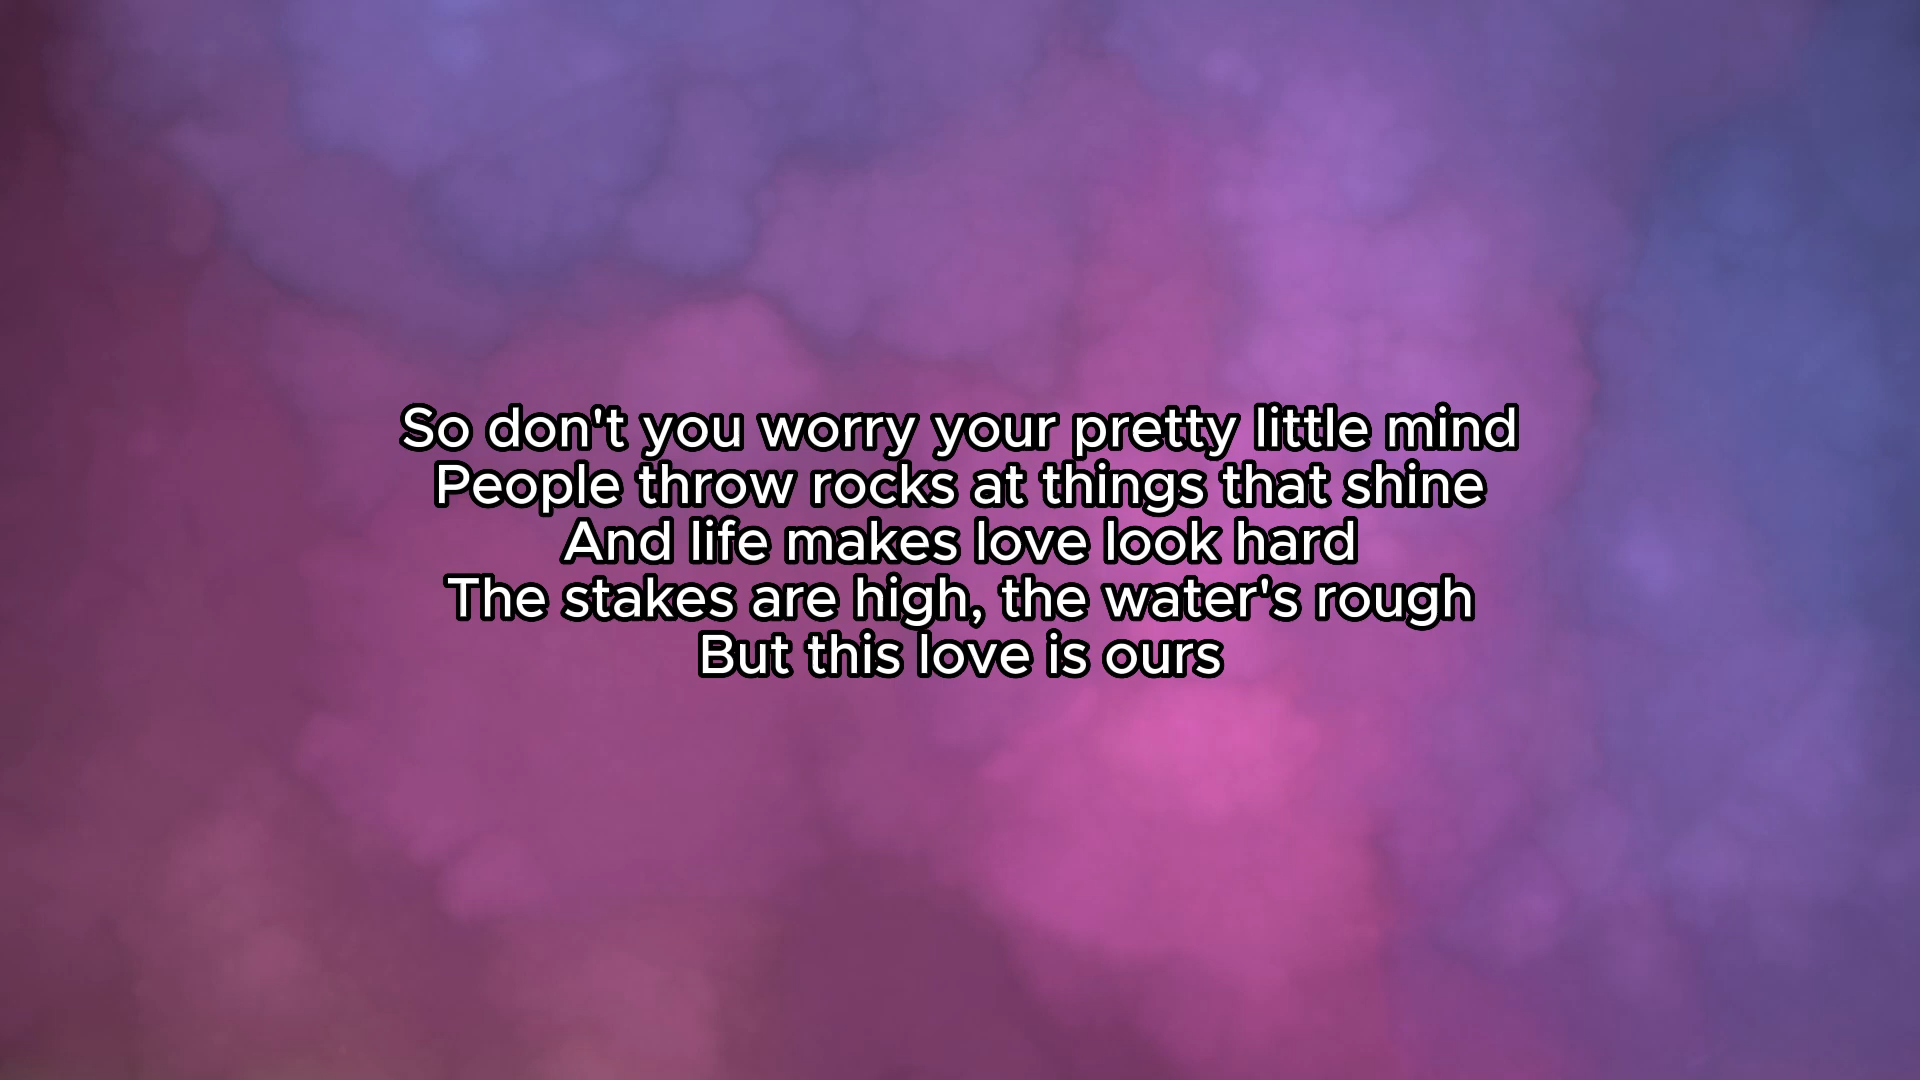 So don't you worry your pretty little mind
People throw rocks at things that shine
And life makes love look hard
The stakes are high, the water's rough
But this love is ours